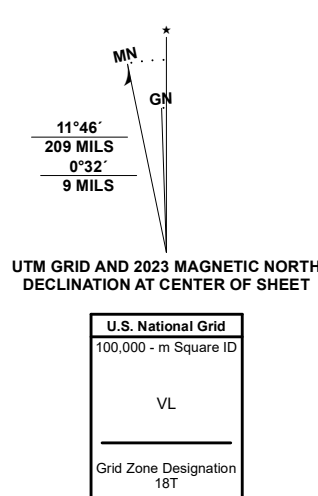 MN
GN
11°46´
209 MILS
0°32´
9 MILS
UTM GRID AND 2023 MAGNETIC NORTH
DECLINATION AT CENTER OF SHEET
U.S. National Grid
100,000 - m Square ID
VL
Grid Zone Designation
18T